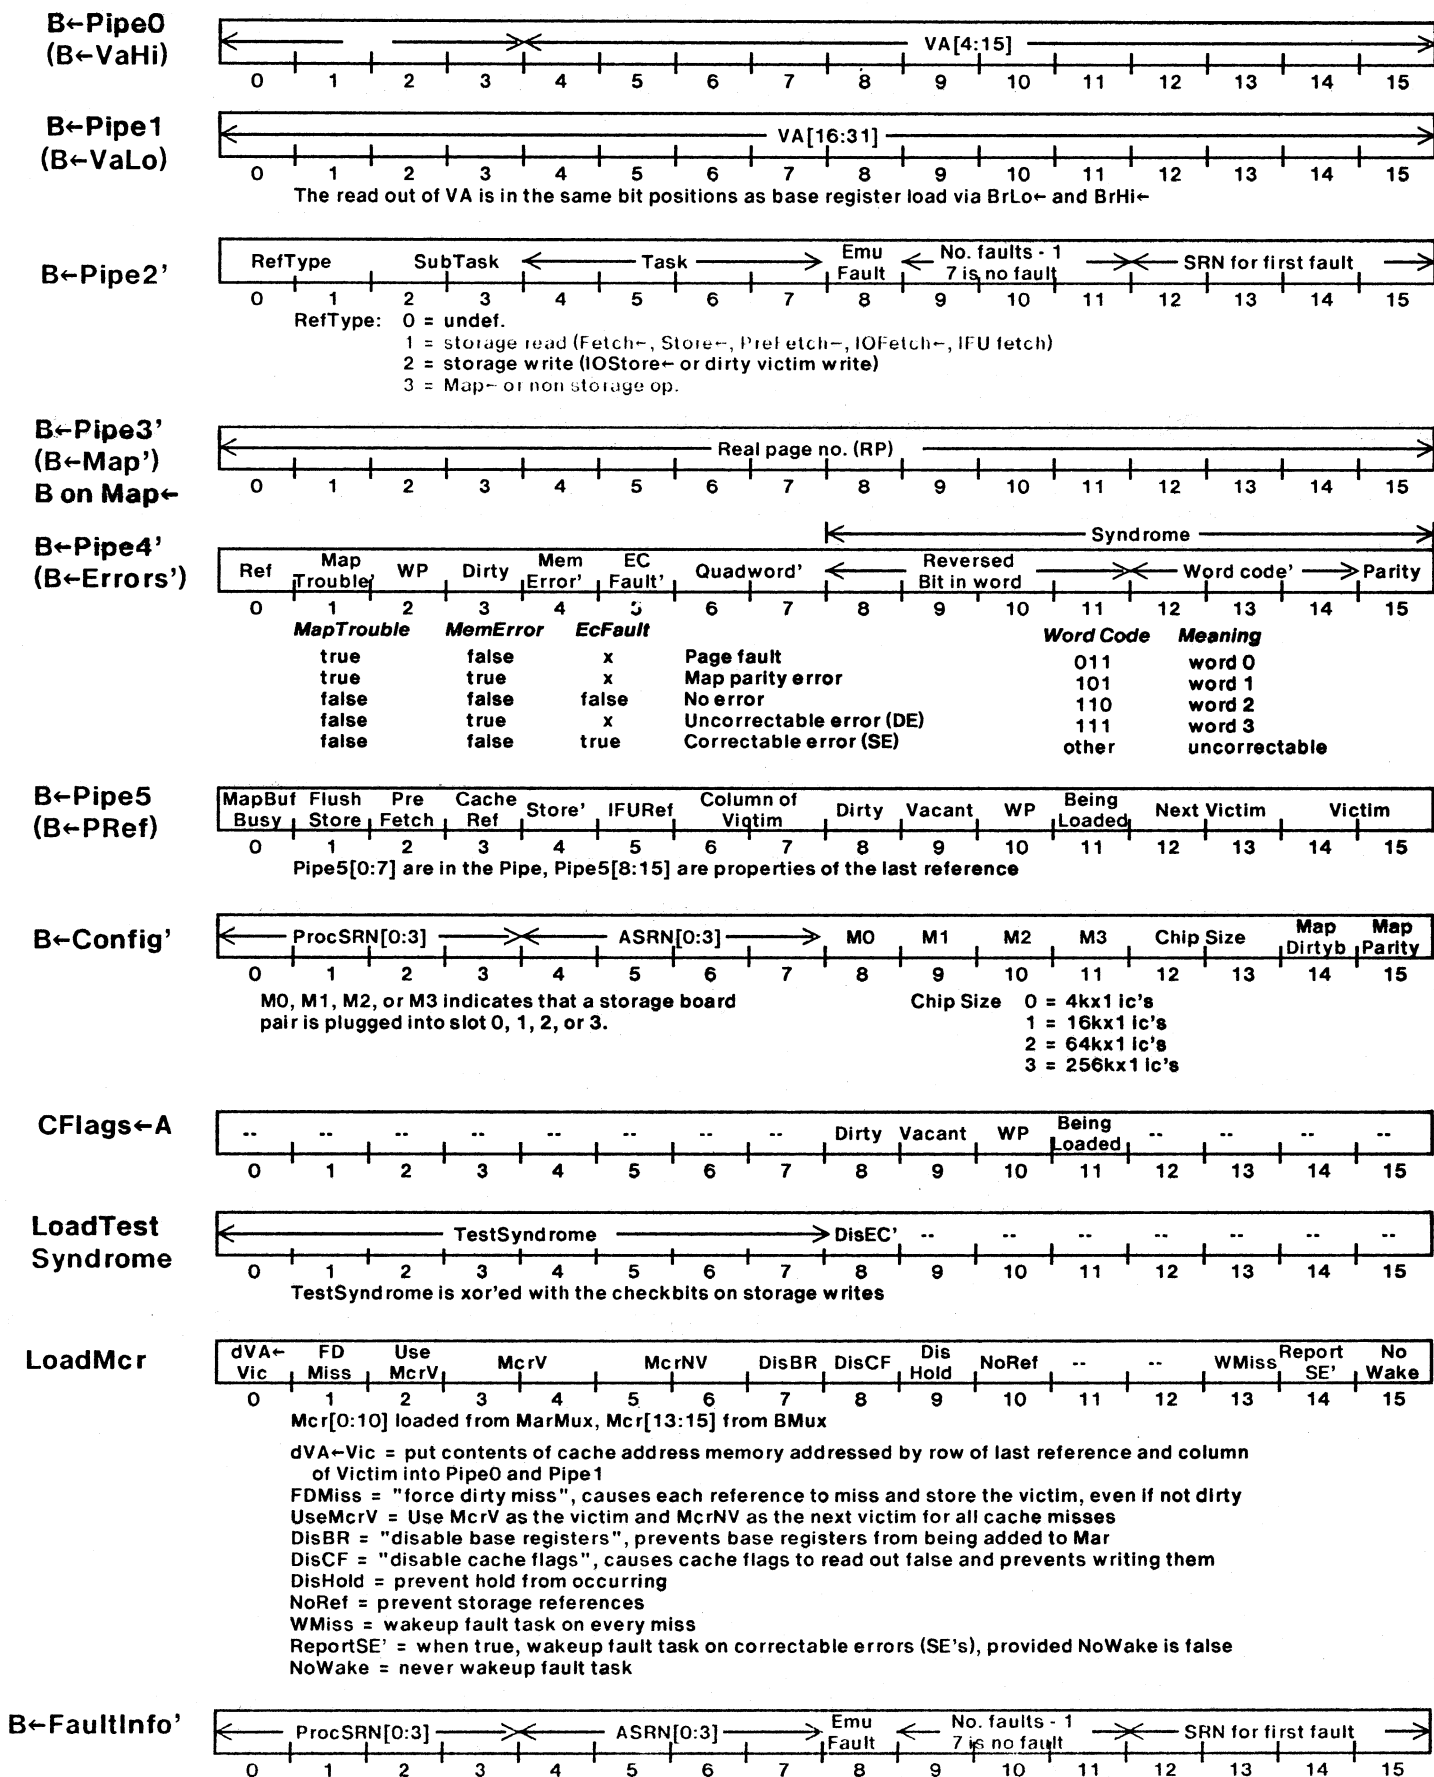 B←Pipe0
(B←VaHi)
VA[4:15]
0 1 2 3 4 5 6 7 8 9 10 11 12 13 14 15
B←Pipe1
(B←VaLo)
VA[16:31]
0 1 2 3 4 5 6 7 8 9 10 11 12 13 14 15
The read out of VA is in the same bit positions as base register load via BrLo← and BrHi←
B←Pipe2'
RefType SubTask Task Emu Fault No. faults - 1 7 is no fault SRN for first fault
0 1 2 3 4 5 6 7 8 9 10 11 12 13 14 15
RefType: 0 = undef.
1 = storage read (Fetch←, Store←, PreFetch←, IOFetch←, IFU fetch)
2 = storage write (IOStore← or dirty victim write)
3 = Map← or non storage op.
B←Pipe3'
(B←Map')
B on Map←
Real page no. (RP)
0 1 2 3 4 5 6 7 8 9 10 11 12 13 14 15
B←Pipe4'
(B←Errors')
Syndrome
Ref Map Trouble' WP Dirty Mem Error' EC Fault' Quadword' Reversed Bit in word Word code' Parity
0 1 2 3 4 5 6 7 8 9 10 11 12 13 14 15
MapTrouble MemError EcFault
true false x Page fault
true true x Map parity error
false false false No error
false true x Uncorrectable error (DE)
false false true Correctable error (SE)
Word Code Meaning
011 word 0
101 word 1
110 word 2
111 word 3
other uncorrectable
B←Pipe5
(B←PRef)
MapBuf Busy Flush Store Pre Fetch Cache Ref Store' IFURef Column of Victim Dirty Vacant WP Being Loaded Next Victim Victim
0 1 2 3 4 5 6 7 8 9 10 11 12 13 14 15
Pipe5[0:7] are in the Pipe, Pipe5[8:15] are properties of the last reference
B←Config'
ProcSRN[0:3] ASRN[0:3] M0 M1 M2 M3 Chip Size Map Dirtyb Map Parity
0 1 2 3 4 5 6 7 8 9 10 11 12 13 14 15
M0, M1, M2, or M3 indicates that a storage board
pair is plugged into slot 0, 1, 2, or 3.
Chip Size 0 = 4kx1 ic's
1 = 16kx1 ic's
2 = 64kx1 ic's
3 = 256kx1 ic's
CFlags←A
-- -- -- -- -- -- -- -- Dirty Vacant WP Being Loaded -- -- -- --
0 1 2 3 4 5 6 7 8 9 10 11 12 13 14 15
LoadTest
Syndrome
TestSyndrome DisEC' -- -- -- -- -- -- --
0 1 2 3 4 5 6 7 8 9 10 11 12 13 14 15
TestSyndrome is xor'ed with the checkbits on storage writes
LoadMcr
dVA← Vic FD Miss Use McrV McrV McrNV DisBR DisCF Dis Hold NoRef -- -- WMiss Report SE' No Wake
0 1 2 3 4 5 6 7 8 9 10 11 12 13 14 15
Mcr[0:10] loaded from MarMux, Mcr[13:15] from BMux
dVA←Vic = put contents of cache address memory addressed by row of last reference and column
of Victim into Pipe0 and Pipe1
FDMiss = "force dirty miss", causes each reference to miss and store the victim, even if not dirty
UseMcrV = Use McrV as the victim and McrNV as the next victim for all cache misses
DisBR = "disable base registers", prevents base registers from being added to Mar
DisCF = "disable cache flags", causes cache flags to read out false and prevents writing them
DisHold = prevent hold from occurring
NoRef = prevent storage references
WMiss = wakeup fault task on every miss
ReportSE' = when true, wakeup fault task on correctable errors (SE's), provided NoWake is false
NoWake = never wakeup fault task
B←FaultInfo'
ProcSRN[0:3] ASRN[0:3] Emu Fault No. faults - 1 7 is no fault SRN for first fault
0 1 2 3 4 5 6 7 8 9 10 11 12 13 14 15